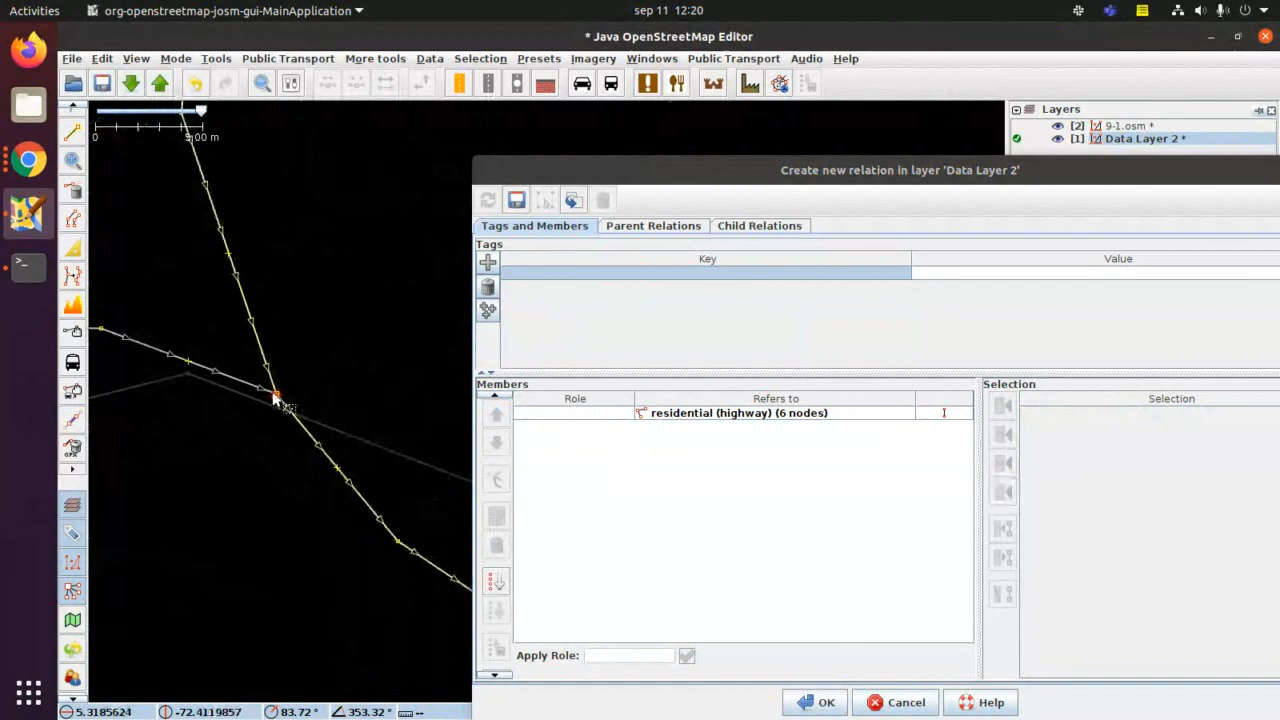 Activities
org-openstreetmap-josm-gui-MainApplication
sep 11 12:20
* Java OpenStreetMap Editor
File Edit View Mode Tools Public Transport More tools Data Selection Presets Imagery Windows Public Transport Audio Help
0
m
Layers
[2] 9-1.osm *
[1] Data Layer 2 *
Create new relation in layer 'Data Layer 2'
Tags and Members Parent Relations Child Relations
Tags
Key Value
Members
Selection
Role Refers to
Selection
residential (highway) (6 nodes)
Apply Role:
OK Cancel Help
5.3185624 -72.4119857 83.72 ° 353.32 ° --